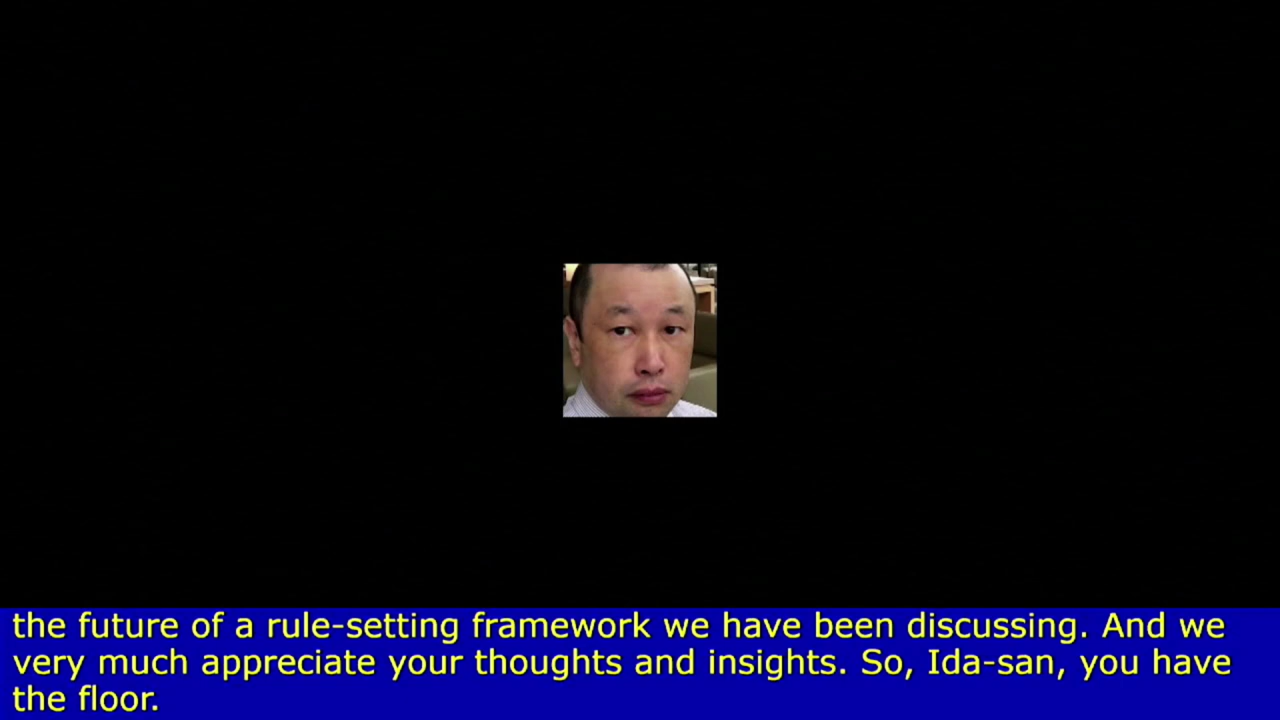 the future of a rule-setting framework we have been discussing. And we
very much appreciate your thoughts and insights. So, Ida-san, you have
the floor.